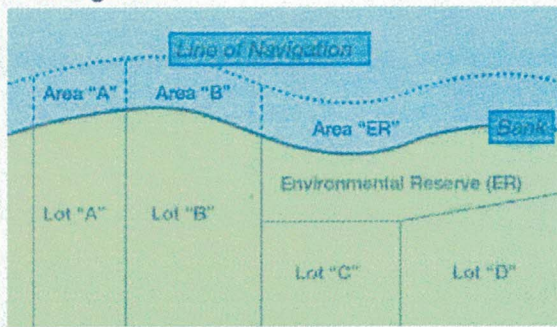 Line of Navigation
Area "A"
Area "B"
Area "ER"
Bank
Environmental Reserve (ER)
Lot "A"
Lot "B"
Lot "C"
Lot "D"